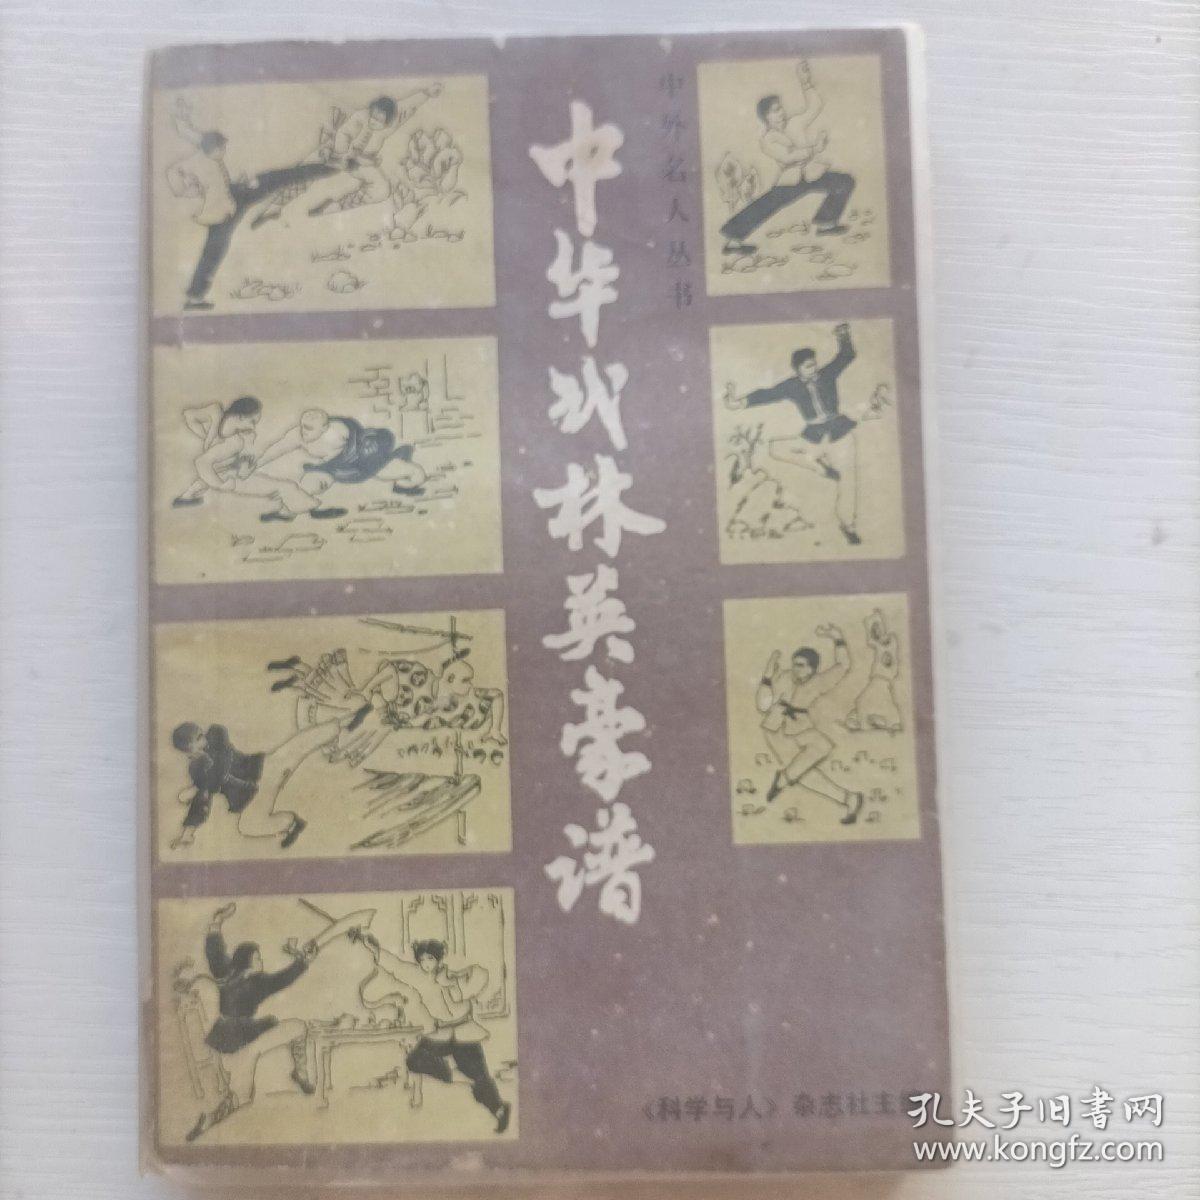 中外名人丛书
中华武林英豪谱
《科学与人》杂志社主编
孔夫子旧书网
www.kongfz.com